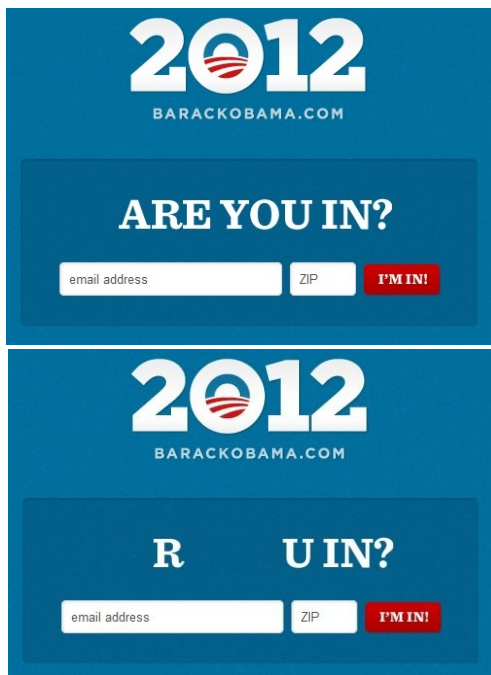 2012
BARACKOBAMA.COM
ARE YOU IN?
email address ZIP I'M IN!
2012
BARACKOBAMA.COM
R U IN?
email address ZIP I'M IN!